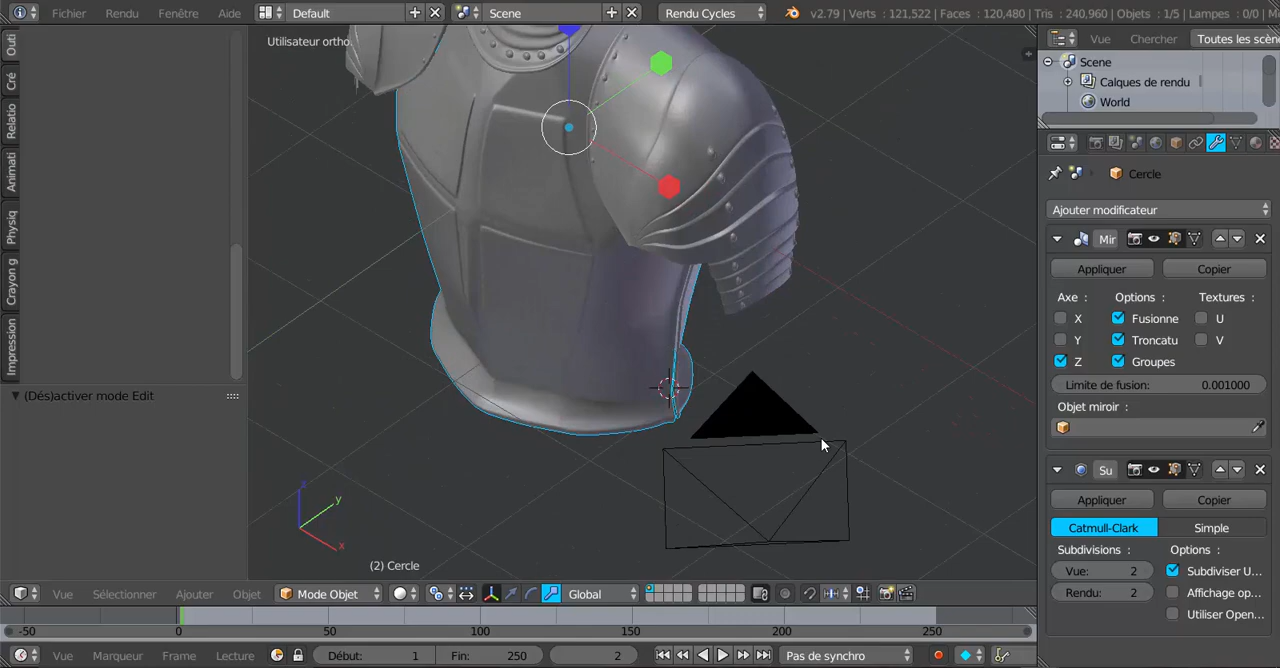 Fichier Rendu Fenêtre Aide Default Scene Rendu Cycles v2.79 | Verts : 121,522 | Faces : 120,480 | Tris : 240,960 | Objets : 1/5 | Lampes : 0/0
Utilisateur ortho.
Vue Chercher Toutes les scèn
Scene
Calques de rendu
World
Outi
Cré
Relatio
Animati
Physiq
Crayon g
Impression
Cercle
Ajouter modificateur
Mir
Appliquer Copier
Axe : Options : Textures :
X Fusionne U
Y Troncatu V
Z Groupes
Limite de fusion: 0.001000
Objet miroir :
Su
Appliquer Copier
Catmull-Clark Simple
Subdivisions : Options :
Vue: 2 Subdiviser U...
Rendu: 2 Affichage op...
Utiliser Open...
(Dés)activer mode Edit
z
y
x
(2) Cercle
Vue Sélectionner Ajouter Objet Mode Objet Global
-50 0 50 100 150 200 250
Vue Marqueur Frame Lecture Début: 1 Fin: 250 2 Pas de synchro